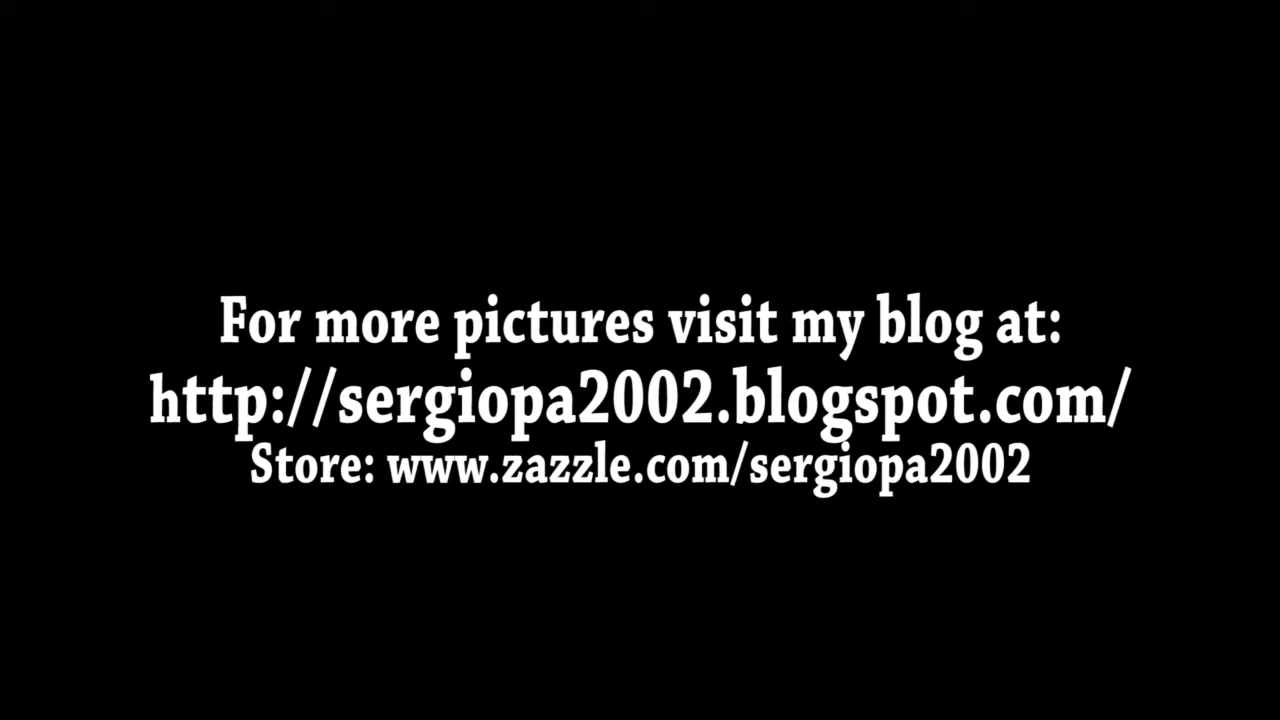 For more pictures visit my blog at:
http://sergiopa2002.blogspot.com/
Store: www.zazzle.com/sergiopa2002